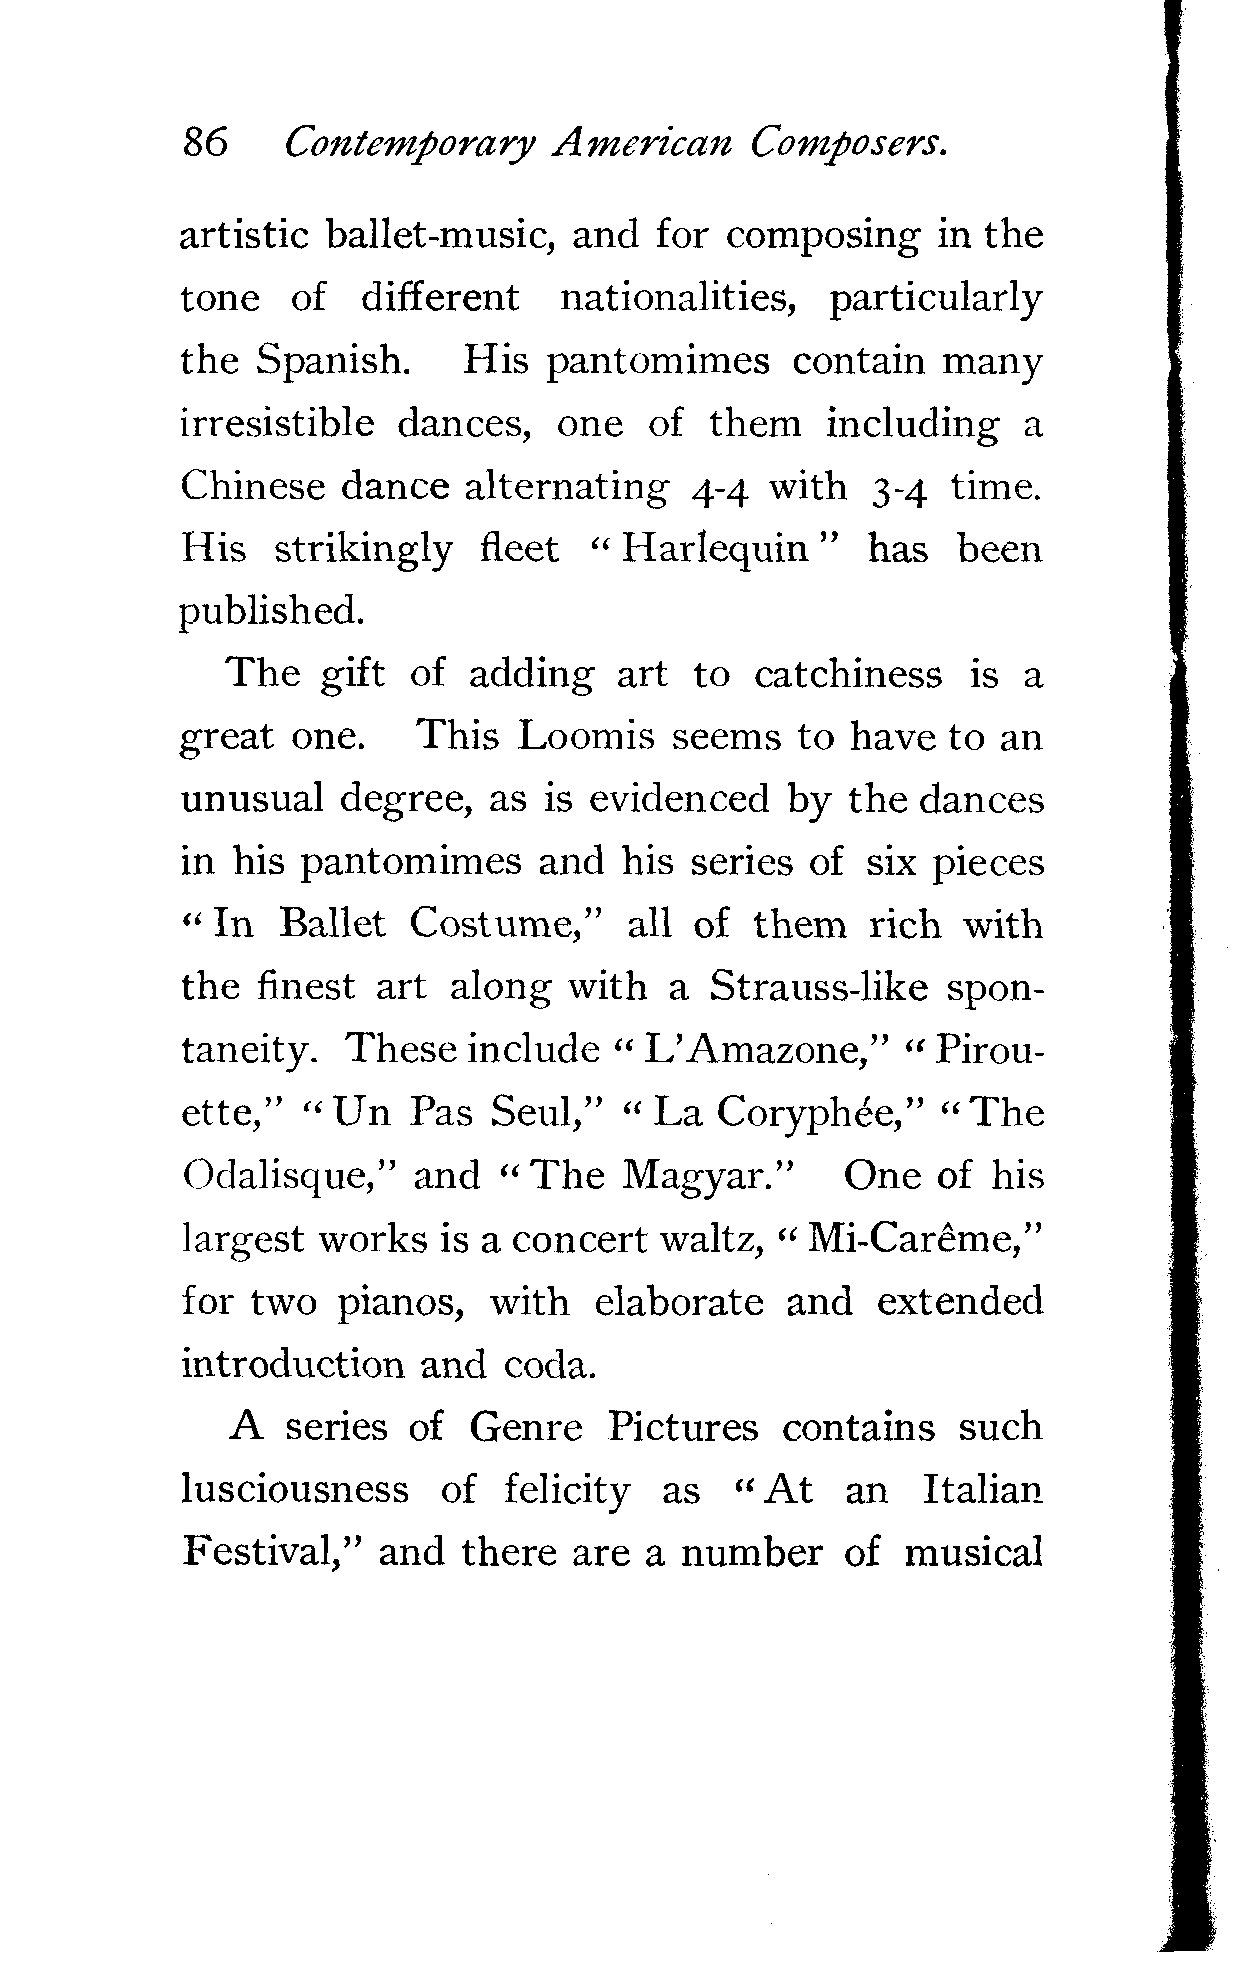 86 Contemporary American Composers.
artistic ballet-music, and for composing in the
tone of different nationalities, particularly
the Spanish. His pantomimes contain many
irresistible dances, one of them including a
Chinese dance alternating 4-4 with 3-4 time.
His strikingly fleet “ Harlequin ” has been
published.
The gift of adding art to catchiness is a
great one. This Loomis seems to have to an
unusual degree, as is evidenced by the dances
in his pantomimes and his series of six pieces
“ In Ballet Costume,” all of them rich with
the finest art along with a Strauss-like spon-
taneity. These include “ L’Amazone,” “ Pirou-
ette,” “ Un Pas Seul,” “ La Coryphée,” “ The
Odalisque,” and “ The Magyar.” One of his
largest works is a concert waltz, “ Mi-Carême,”
for two pianos, with elaborate and extended
introduction and coda.
A series of Genre Pictures contains such
lusciousness of felicity as “ At an Italian
Festival,” and there are a number of musical